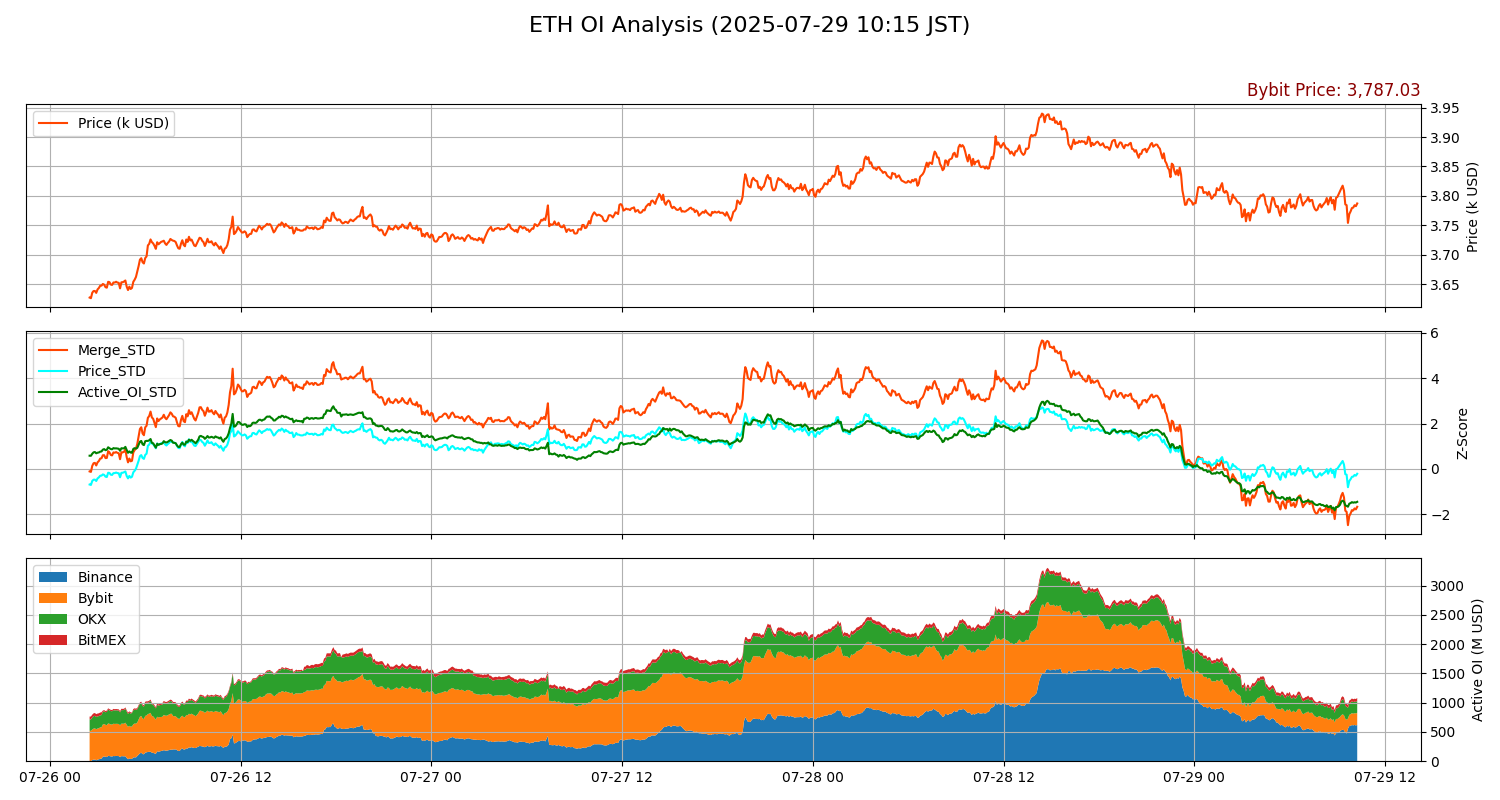 ETH OI Analysis (2025-07-29 10:15 JST)
Bybit Price: 3,787.03
Price (k USD)
3.95
3.90
3.85
3.80
3.75
3.70
3.65
Price (k USD)
Merge_STD
Price_STD
Active_OI_STD
6
4
2
0
−2
Z-Score
Binance
Bybit
OKX
BitMEX
3000
2500
2000
1500
1000
500
0
Active OI (M USD)
07-26 00
07-26 12
07-27 00
07-27 12
07-28 00
07-28 12
07-29 00
07-29 12